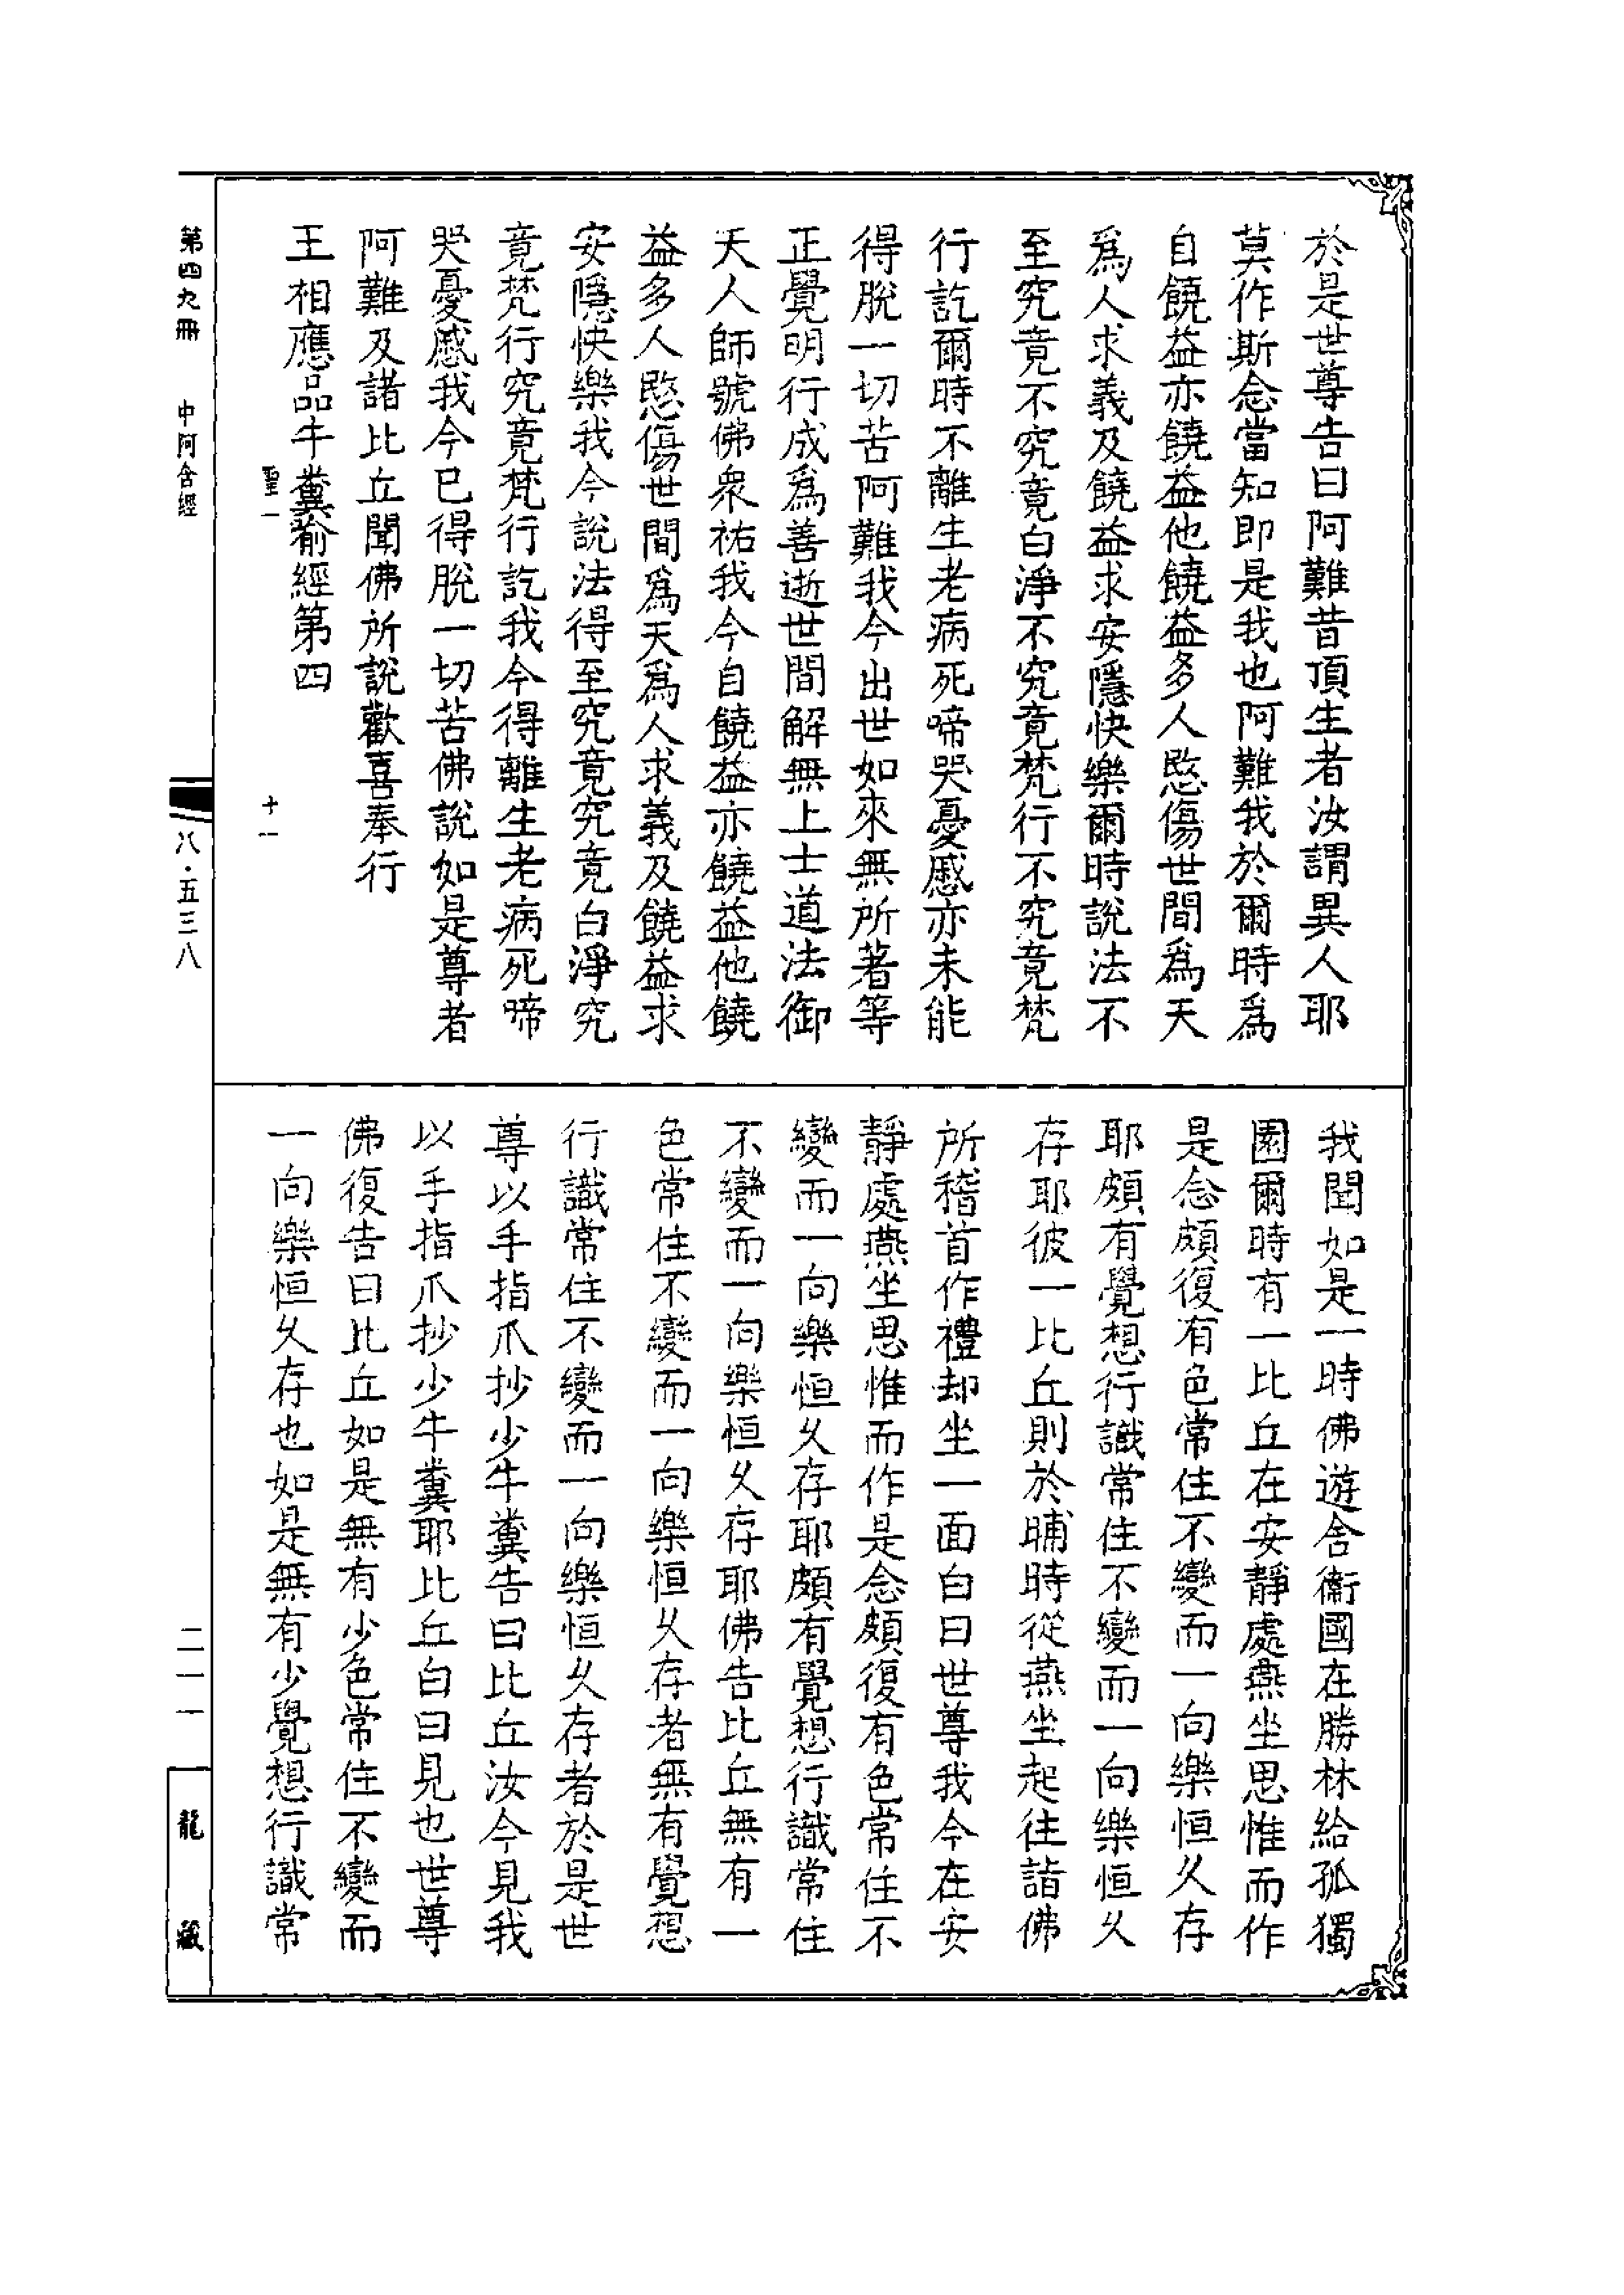 於是世尊告曰阿難昔頂生者汝謂異人耶
莫作斯念當知即是我也阿難我於爾時爲
自饒益亦饒益他饒益多人愍傷世間爲天
爲人求義及饒益求安隱快樂爾時說法不
至究竟不究竟白淨不究竟梵行不究竟梵
行訖爾時不離生老病死啼哭憂慼亦未能
得脫一切苦阿難我今出世如來無所著等
正覺明行成爲善逝世間解無上士道法御
天人師號佛衆祐我今自饒益亦饒益他饒
益多人愍傷世間爲天爲人求義及饒益求
安隱快樂我今說法得至究竟究竟白淨究
竟梵行究竟梵行訖我今得離生老病死啼
哭憂慼我今已得脫一切苦佛說如是尊者
阿難及諸比丘聞佛所說歡喜奉行
王相應品牛糞喻經第四
聖一 十一
我聞如是一時佛遊舍衞國在勝林給孤獨
園爾時有一比丘在安靜處燕坐思惟而作
是念頗復有色常住不變而一向樂恒久存
耶頗有覺想行識常住不變而一向樂恒久
存耶彼一比丘則於晡時從燕坐起往詣佛
所稽首作禮却坐一面白曰世尊我今在安
靜處燕坐思惟而作是念頗復有色常住不
變而一向樂恒久存耶頗有覺想行識常住
不變而一向樂恒久存耶佛告比丘無有一
色常住不變而一向樂恒久存者無有覺想
行識常住不變而一向樂恒久存者於是世
尊以手指爪抄少牛糞告曰比丘汝今見我
以手指爪抄少牛糞耶比丘白曰見也世尊
佛復告曰比丘如是無有少色常住不變而
一向樂恒久存也如是無有少覺想行識常
第四九冊 中阿含經 八·五三八 二一一 龍藏